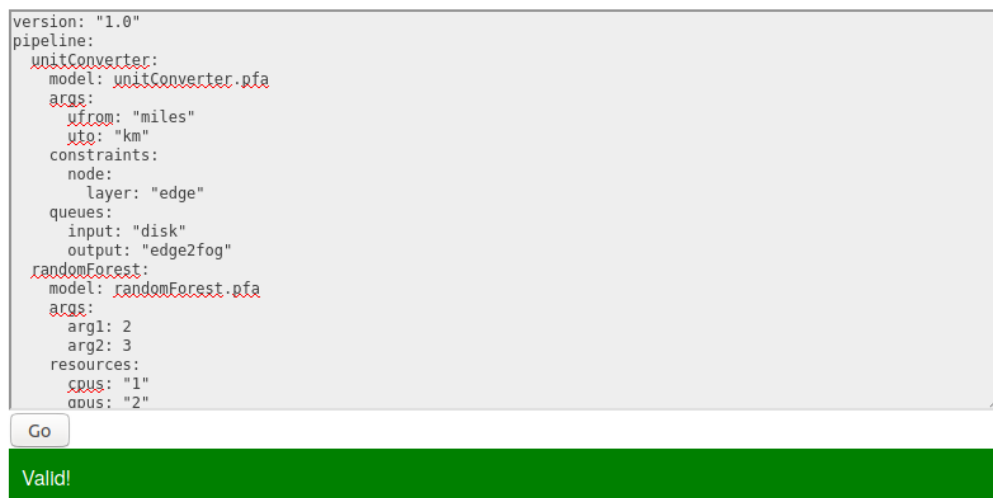 version: "1.0"
pipeline:
  unitConverter:
    model: unitConverter.pfa
    args:
      ufrom: "miles"
      uto: "km"
    constraints:
      node:
        layer: "edge"
    queues:
      input: "disk"
      output: "edge2fog"
  randomForest:
    model: randomForest.pfa
    args:
      arg1: 2
      arg2: 3
    resources:
      cpus: "1"
      gpus: "2"
Go
Valid!